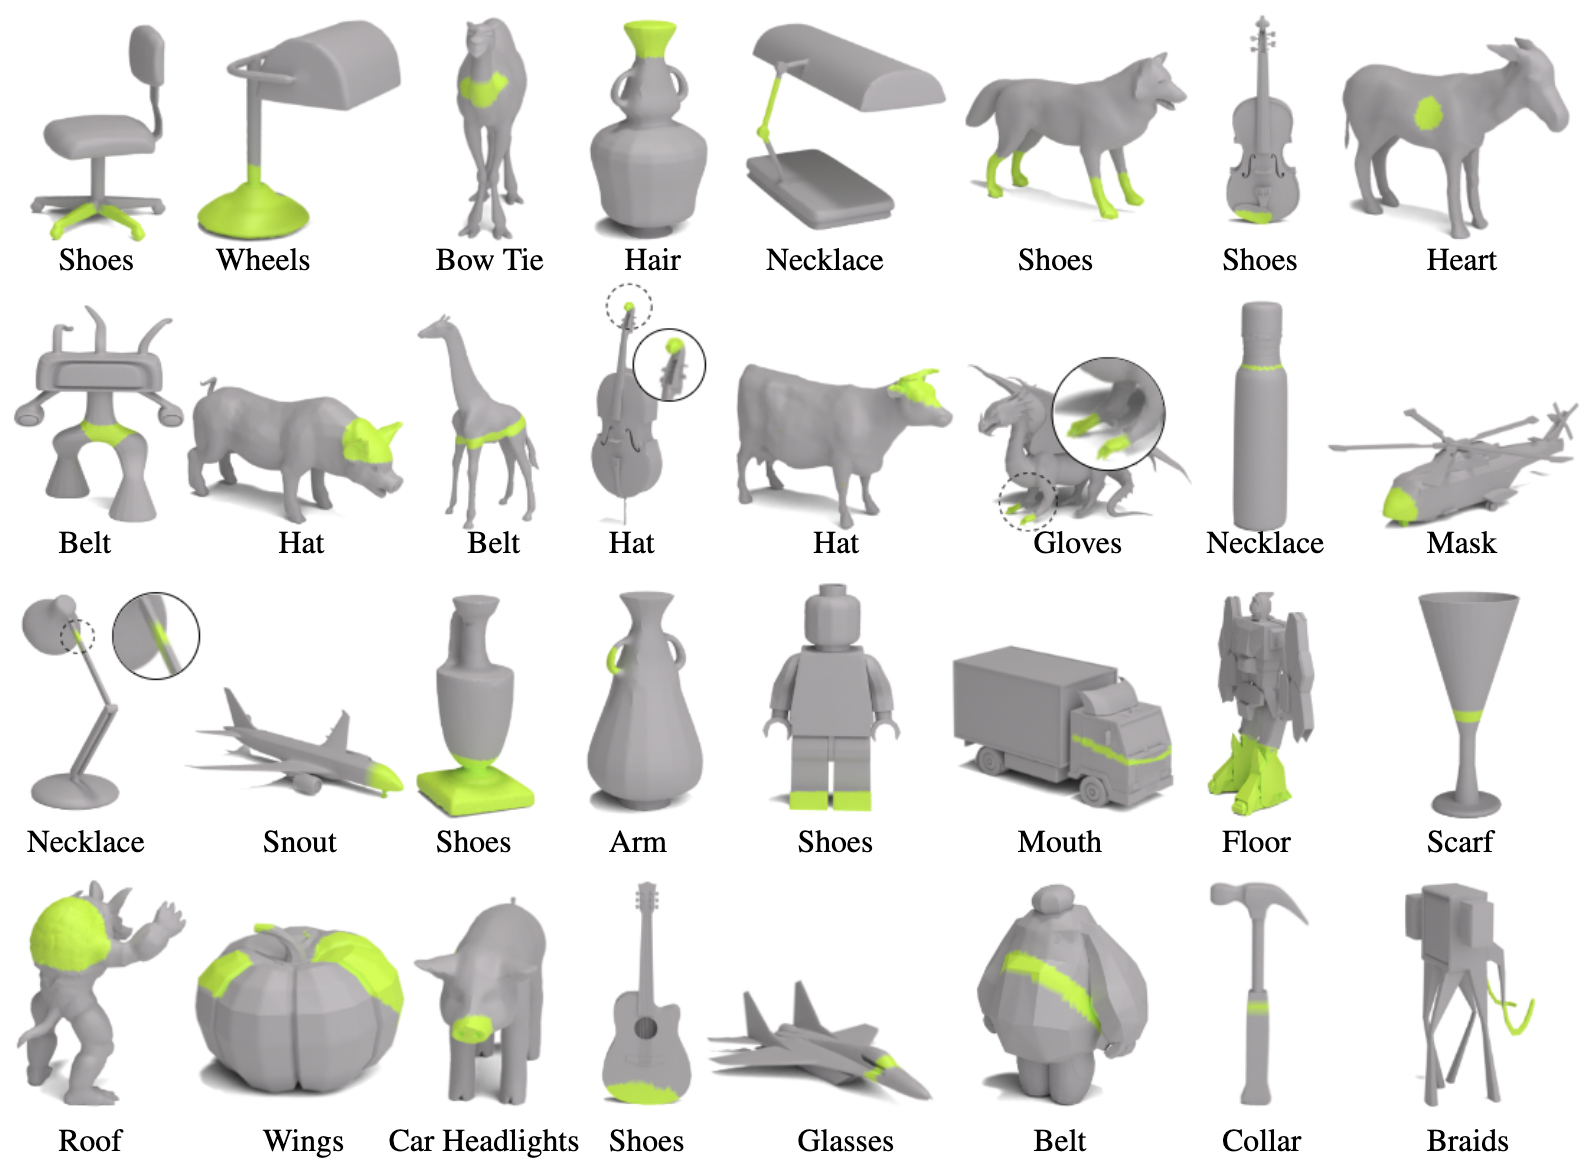 Shoes Wheels Bow Tie Hair Necklace Shoes Shoes Heart
Belt Hat Belt Hat Hat Gloves Necklace Mask
Necklace Snout Shoes Arm Shoes Mouth Floor Scarf
Roof Wings Car Headlights Shoes Glasses Belt Collar Braids